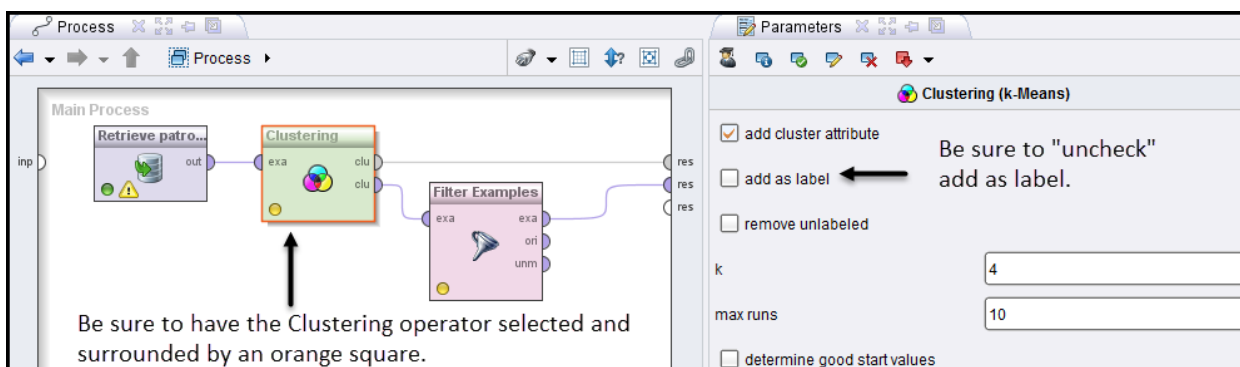 Process
Parameters
Process
Clustering (k-Means)
Main Process
Retrieve patro...
Clustering
add cluster attribute
Be sure to "uncheck"
add as label.
inp
out
exa
clu
res
add as label
clu
Filter Examples
res
exa
exa
res
remove unlabeled
ori
unm
k
4
Be sure to have the Clustering operator selected and
surrounded by an orange square.
max runs
10
determine good start values